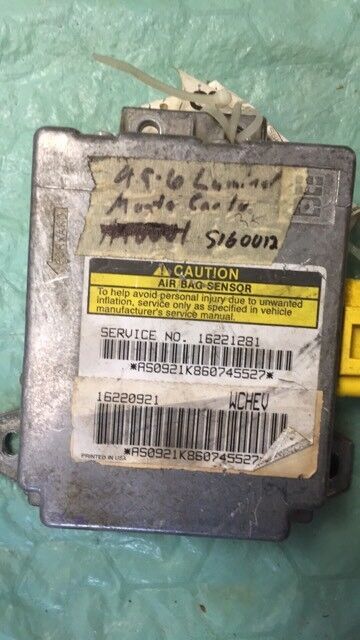 95-6 Lumina
Monte Carlo
S160012
CAUTION
AIR BAG SENSOR
To help avoid personal injury due to unwanted
inflation, service only as specified in vehicle
manufacturer's service manual.
SERVICE NO. 16221281
*AS0921K860745527*
16220921 WCHEV
*AS0921K860745527*
PRINTED IN USA